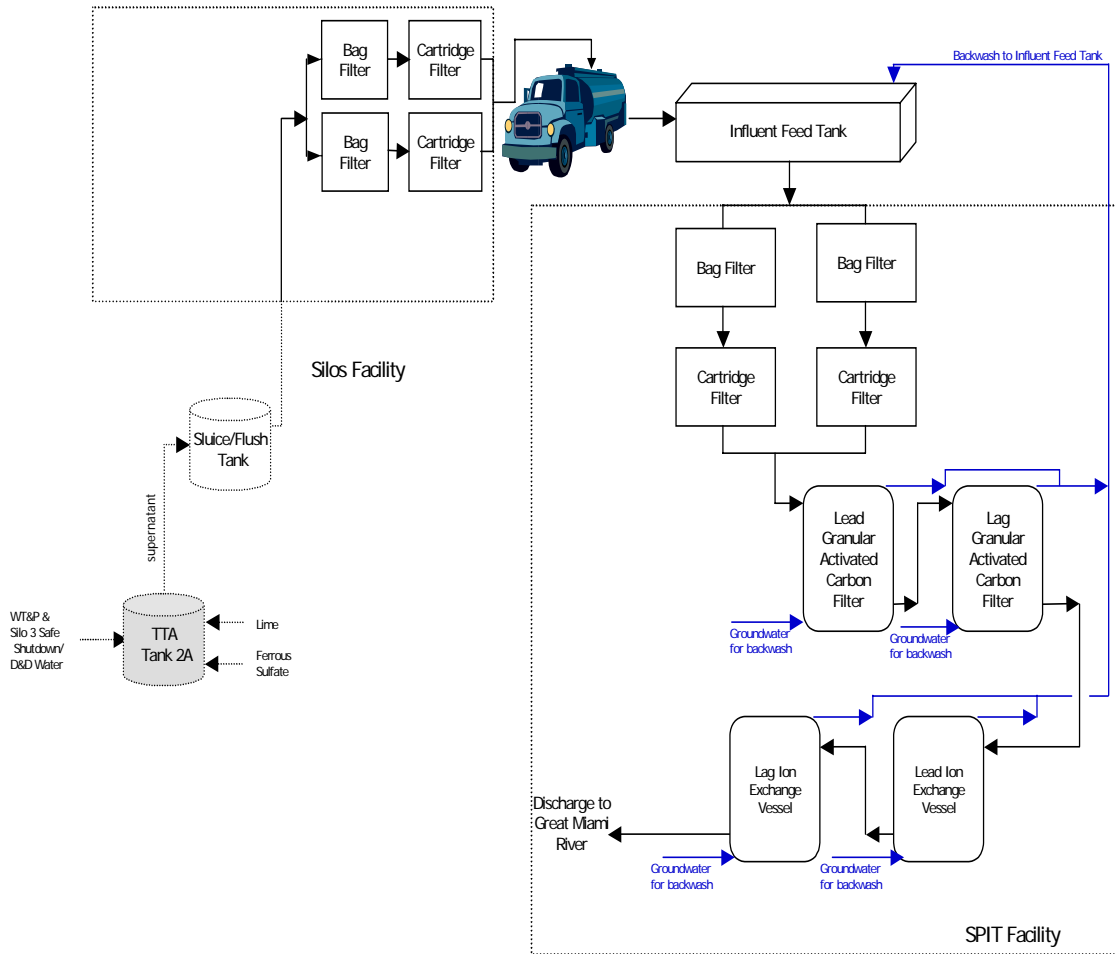 Bag
Filter
Cartridge
Filter
Bag
Filter
Cartridge
Filter
Backwash to Influent Feed Tank
Influent Feed Tank
Bag Filter
Bag Filter
Cartridge
Filter
Cartridge
Filter
Silos Facility
Sluice/Flush
Tank
supernatant
WT&P &
Silo 3 Safe
Shutdown/
D&D Water
TTA
Tank 2A
Lime
Ferrous
Sulfate
Lead
Granular
Activated
Carbon
Filter
Lag
Granular
Activated
Carbon
Filter
Groundwater
for backwash
Groundwater
for backwash
Lag Ion
Exchange
Vessel
Lead Ion
Exchange
Vessel
Discharge to
Great Miami
River
Groundwater
for backwash
Groundwater
for backwash
SPIT Facility